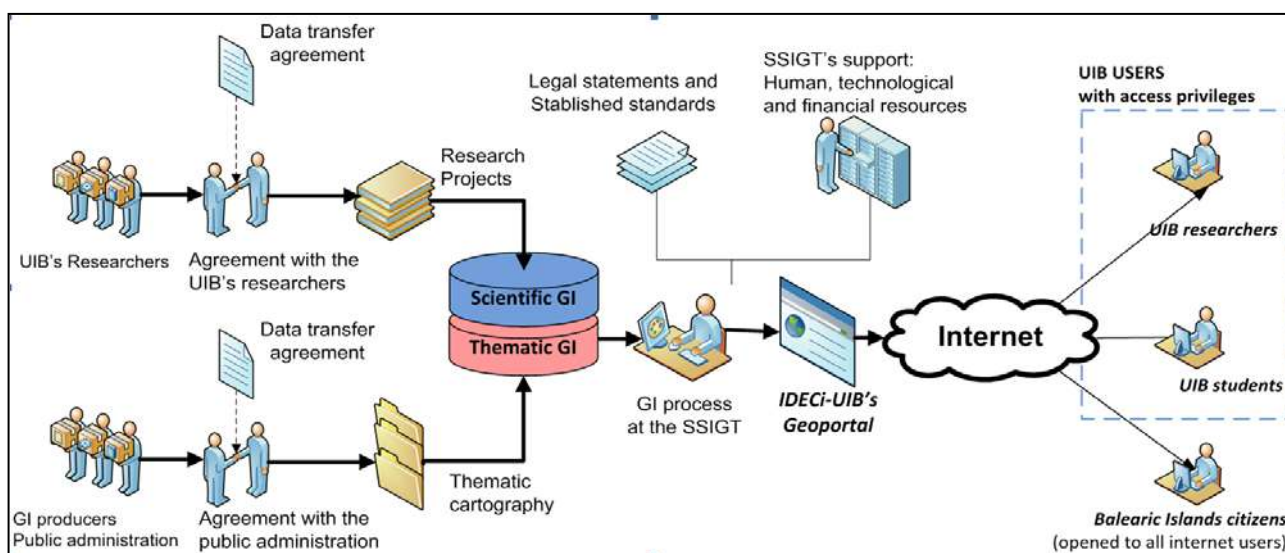 Data transfer
agreement
UIB's Researchers
Agreement with the
UIB's researchers
Research
Projects
Legal statements and
Stablished standards
SSIGT's support:
Human, technological
and financial resources
UIB USERS
with access privileges
UIB researchers
Scientific GI
Thematic GI
GI process
at the SSIGT
IDECi-UIB's
Geoportal
Internet
UIB students
Data transfer
agreement
GI producers
Public administration
Agreement with the
public administration
Thematic
cartography
Balearic Islands citizens
(opened to all internet users)